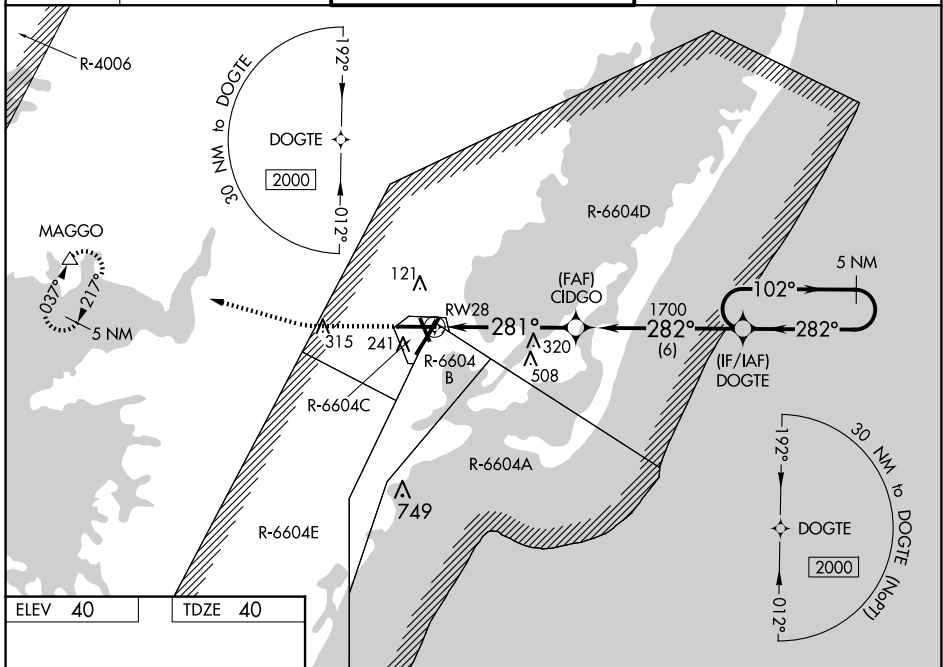 R-4006
192°
30 NM to DOGTE
DOGTE
2000
012°
MAGGO
037°
217°
5 NM
R-6604D
121
(FAF)
CIDGO
5 NM
102°
RW28
1700
281°
282°
282°
(6)
315
241
320
508
R-6604
B
(IF/IAF)
DOGTE
R-6604C
R-6604A
749
R-6604E
192°
30 NM to DOGTE (NoPT)
DOGTE
2000
012°
ELEV 40
TDZE 40